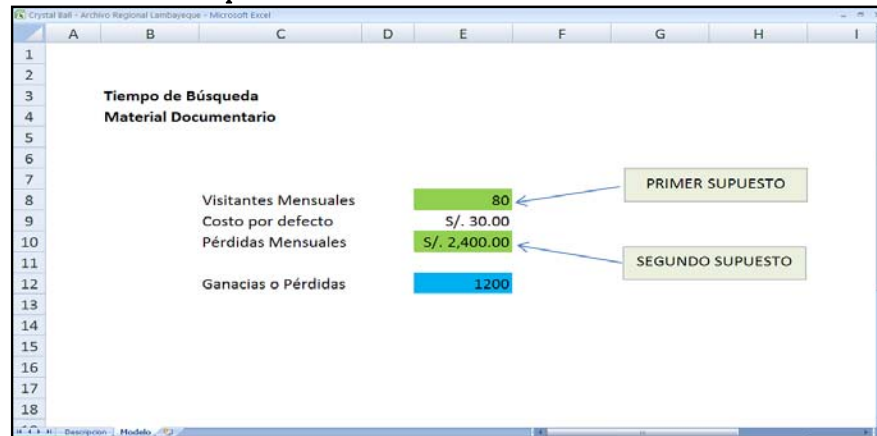 Crystal Ball - Archivo Regional Lambayeque - Microsoft Excel
A B C D E F G H I
1
2
3 Tiempo de Búsqueda
4 Material Documentario
5
6
7 PRIMER SUPUESTO
8 Visitantes Mensuales 80
9 Costo por defecto S/. 30.00
10 Pérdidas Mensuales S/. 2,400.00
11 SEGUNDO SUPUESTO
12 Ganacias o Pérdidas 1200
13
14
15
16
17
18
Descripcion Modelo